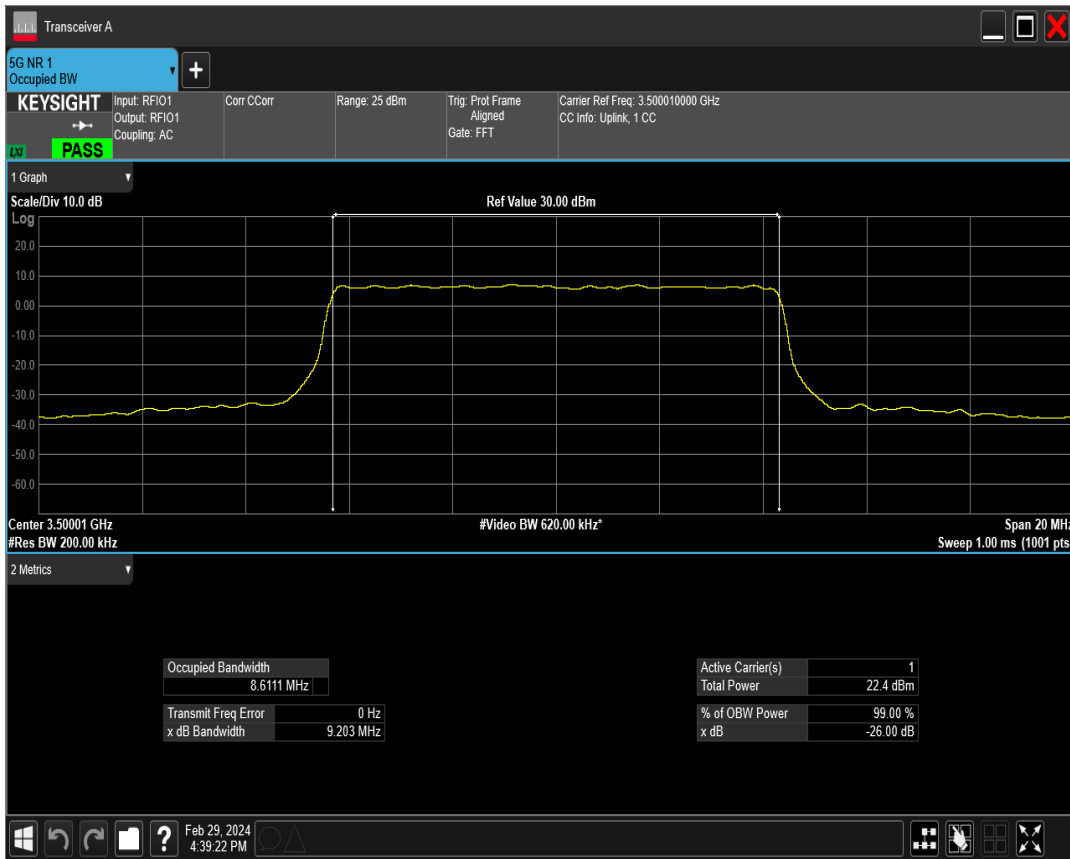 Transceiver A
5G NR 1
Occupied BW
KEYSIGHT
LXI
PASS
Input: RFIO1
Output: RFIO1
Coupling: AC
Corr CCorr
Range: 25 dBm
Trig: Prot Frame
Aligned
Gate: FFT
Carrier Ref Freq: 3.500010000 GHz
CC Info: Uplink, 1 CC
1 Graph
Scale/Div 10.0 dB
Ref Value 30.00 dBm
Log
20.0
10.0
0.00
-10.0
-20.0
-30.0
-40.0
-50.0
-60.0
Center 3.50001 GHz
#Video BW 620.00 kHz*
Span 20 MHz
#Res BW 200.00 kHz
Sweep 1.00 ms (1001 pts
2 Metrics
Occupied Bandwidth
8.6111 MHz
Transmit Freq Error 0 Hz
x dB Bandwidth 9.203 MHz
Active Carrier(s) 1
Total Power 22.4 dBm
% of OBW Power 99.00 %
x dB -26.00 dB
?
Feb 29, 2024
4:39:22 PM